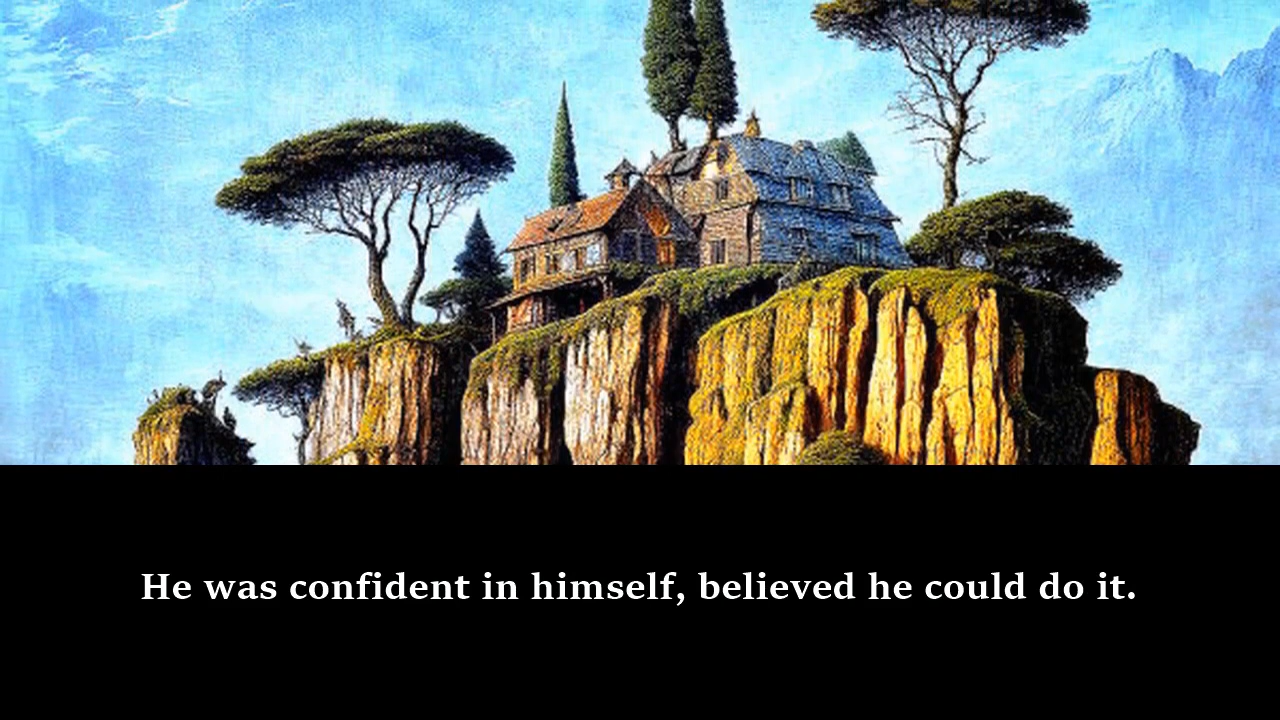 He was confident in himself, believed he could do it.